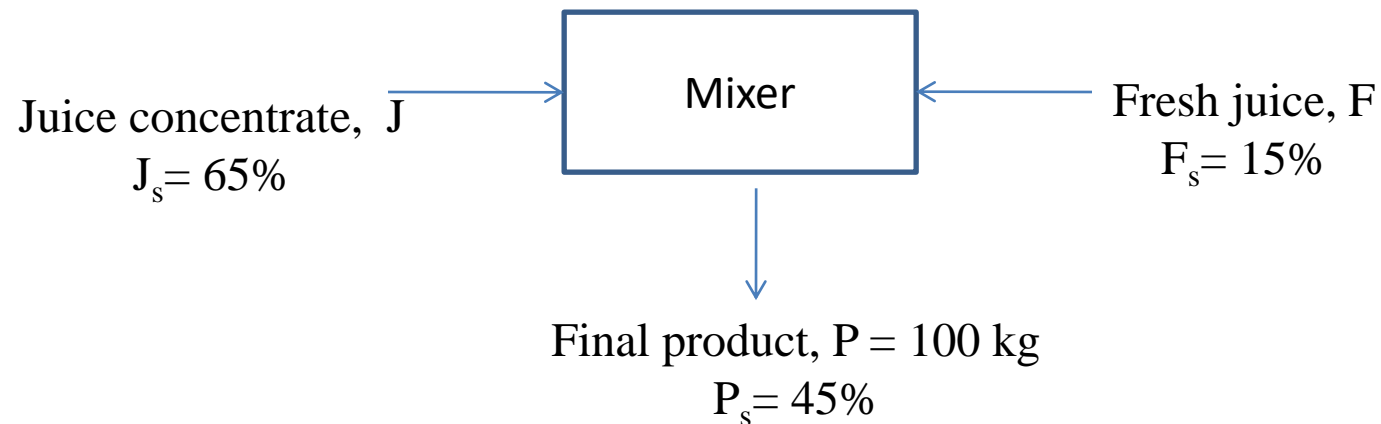 Mixer
Juice concentrate, J
Jₛ= 65%
Fresh juice, F
Fₛ= 15%
Final product, P = 100 kg
Pₛ= 45%